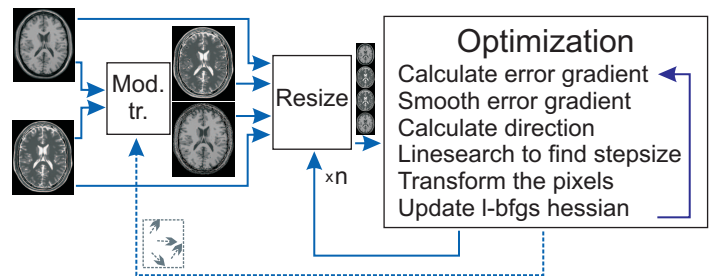 Mod.
tr.
Resize
×n
Optimization
Calculate error gradient
Smooth error gradient
Calculate direction
Linesearch to find stepsize
Transform the pixels
Update l-bfgs hessian